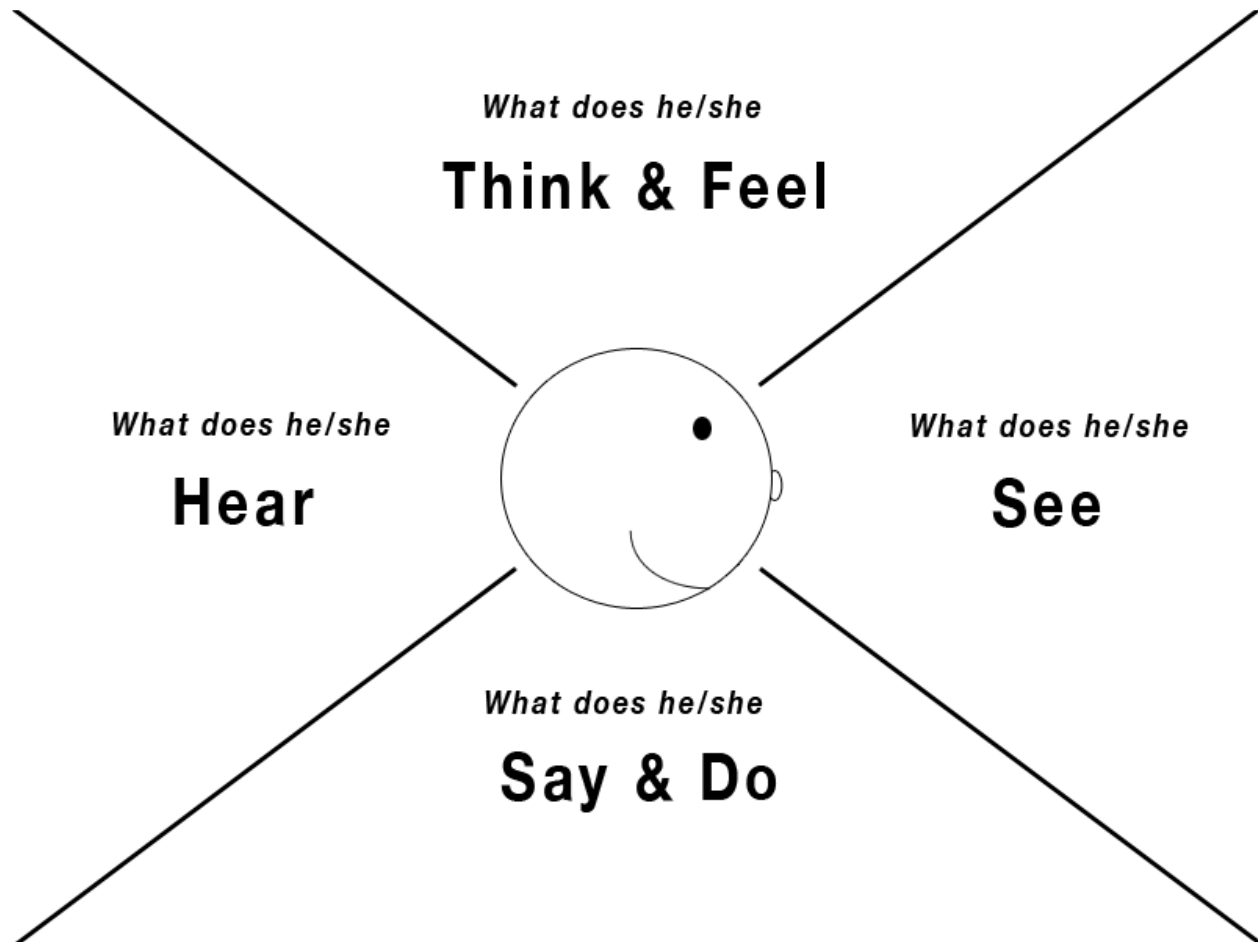 What does he/she
Think & Feel
What does he/she
Hear
What does he/she
See
What does he/she
Say & Do